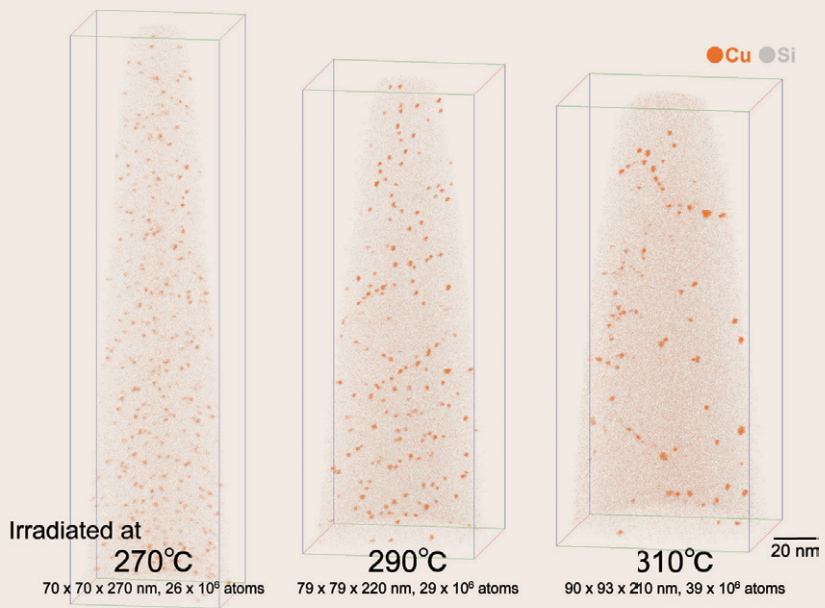 Cu Si
Irradiated at
270℃
70 x 70 x 270 nm, 26 x 10⁶ atoms
290℃
79 x 79 x 220 nm, 29 x 10⁶ atoms
310℃
90 x 93 x 210 nm, 39 x 10⁶ atoms
20 nm